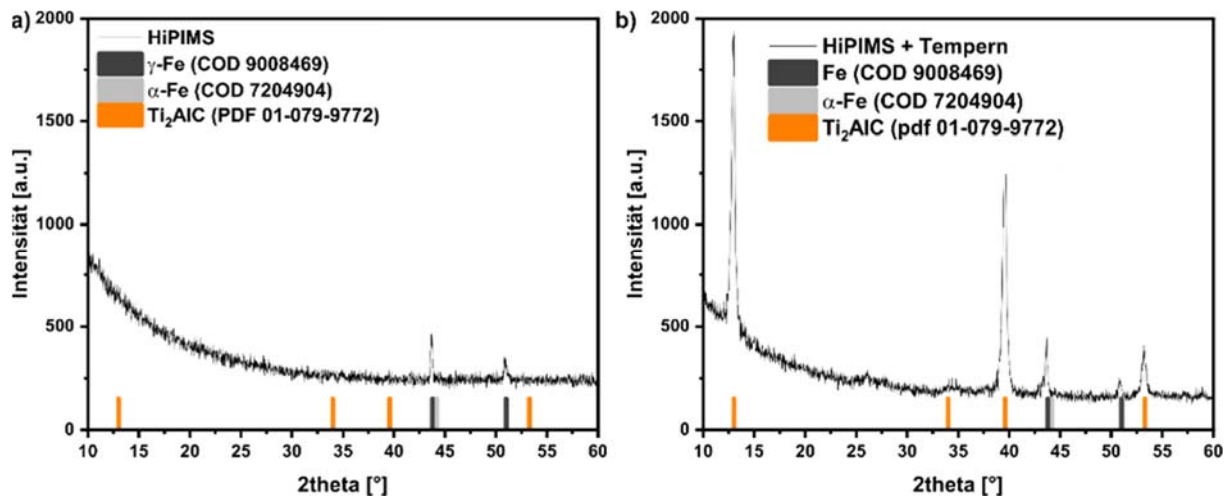 a)
2000
1500
1000
500
0
Intensität [a.u.]
HiPIMS
γ-Fe (COD 9008469)
α-Fe (COD 7204904)
Ti₂AlC (PDF 01-079-9772)
10 15 20 25 30 35 40 45 50 55 60
2theta [°]
b)
2000
1500
1000
500
0
Intensität [a.u.]
HiPIMS + Tempern
Fe (COD 9008469)
α-Fe (COD 7204904)
Ti₂AlC (pdf 01-079-9772)
10 15 20 25 30 35 40 45 50 55 60
2theta [°]